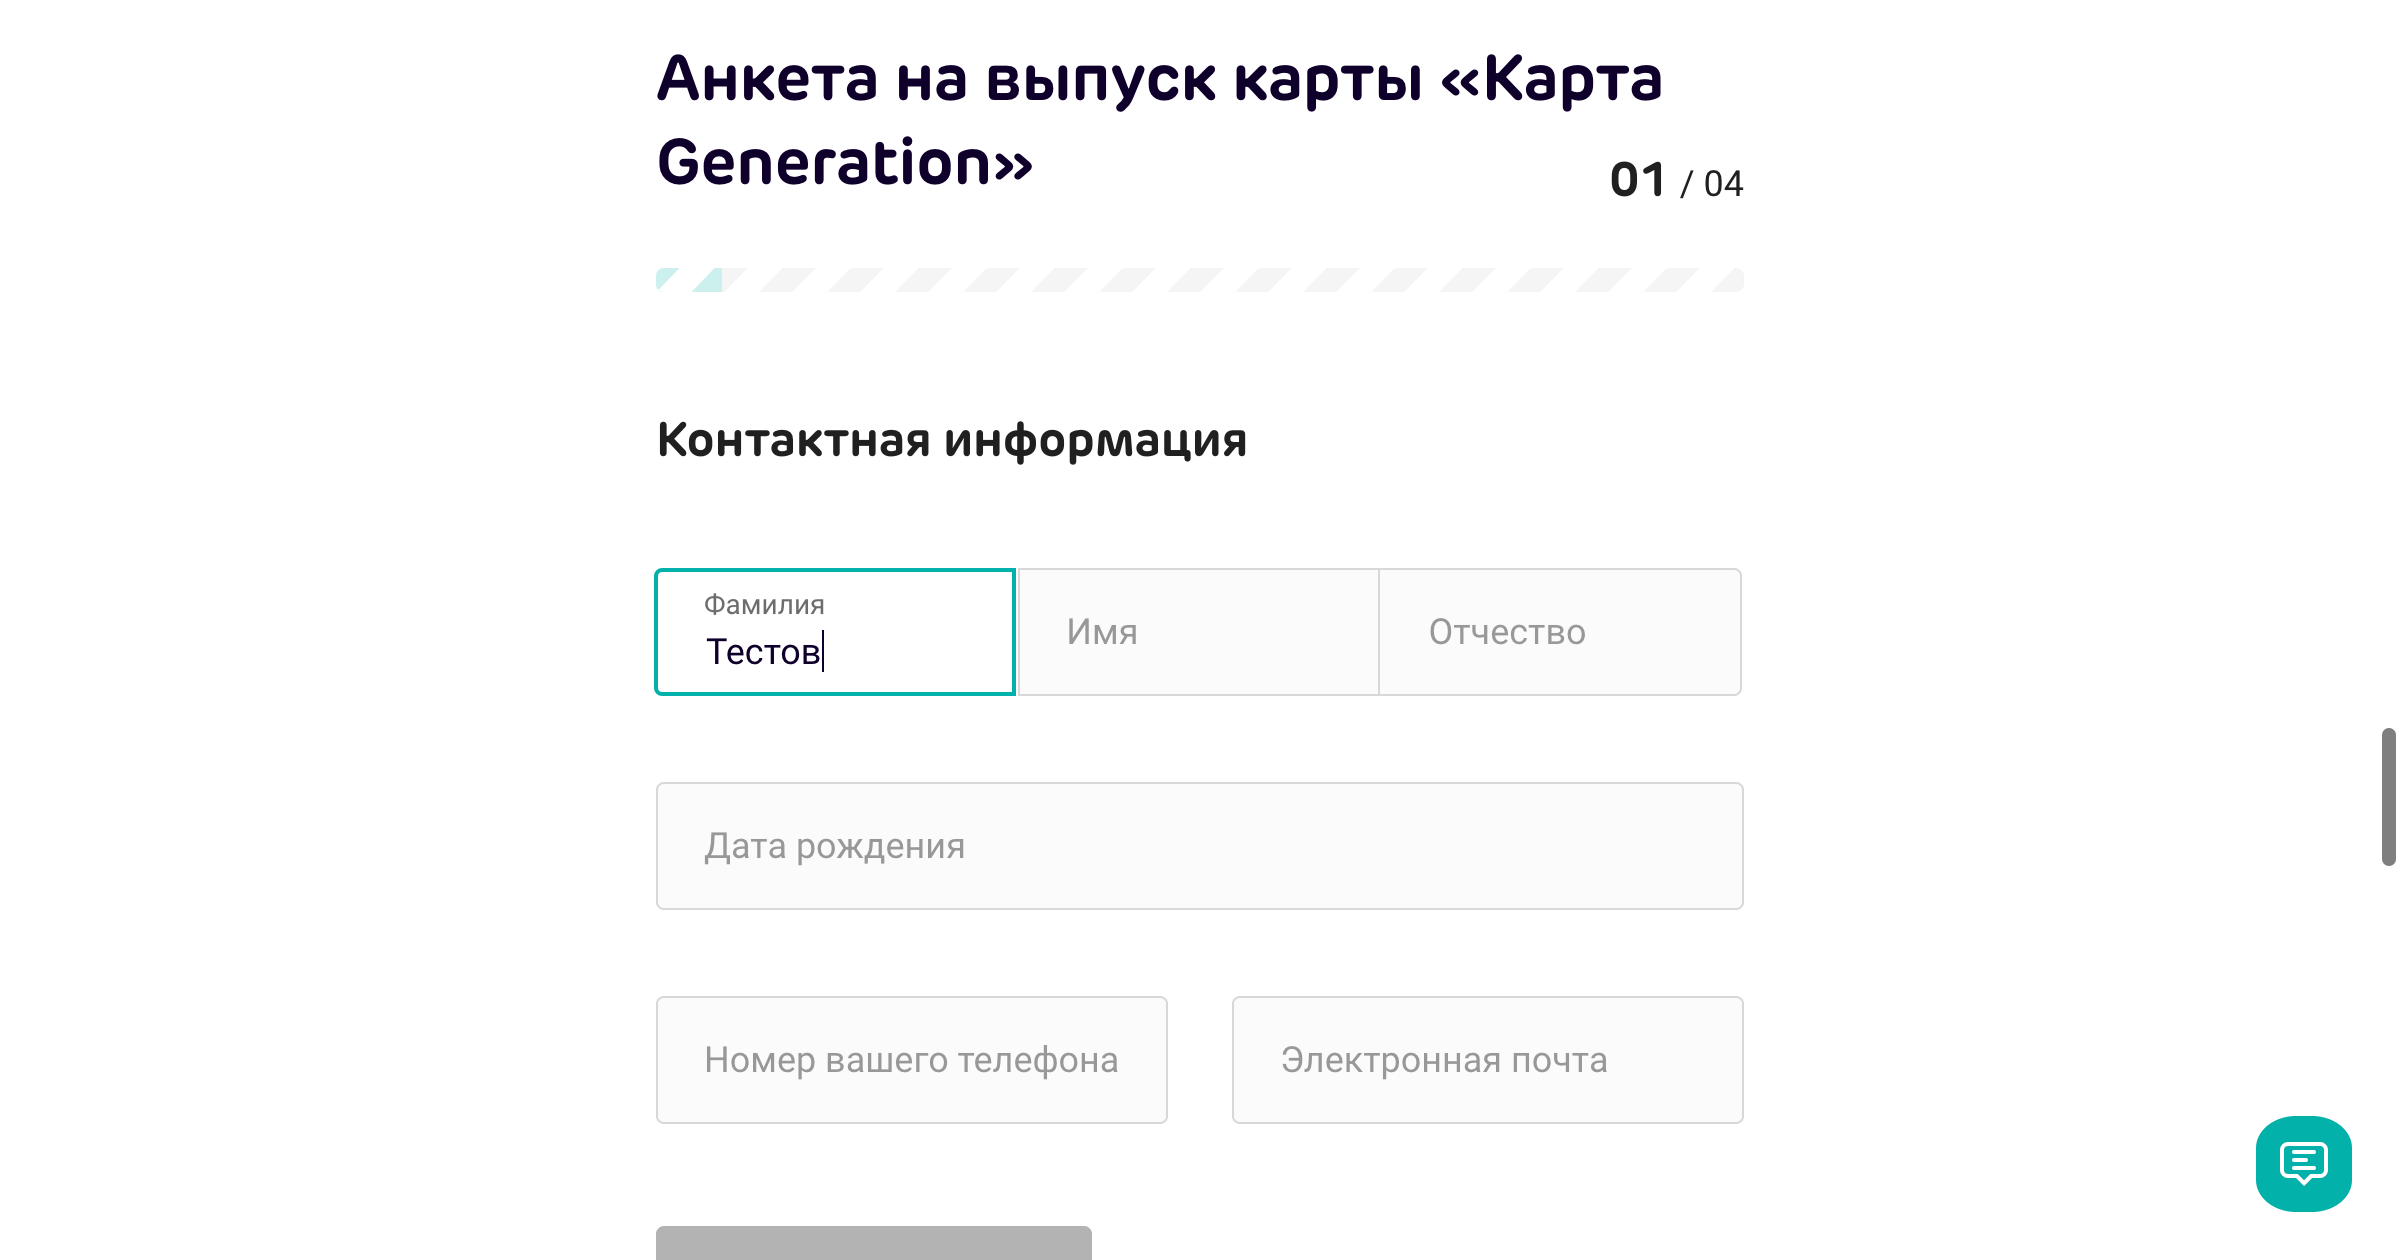 Анкета на выпуск карты «Карта
Generation»
01 / 04
Контактная информация
Фамилия
Тестов
Имя
Отчество
Дата рождения
Номер вашего телефона
Электронная почта